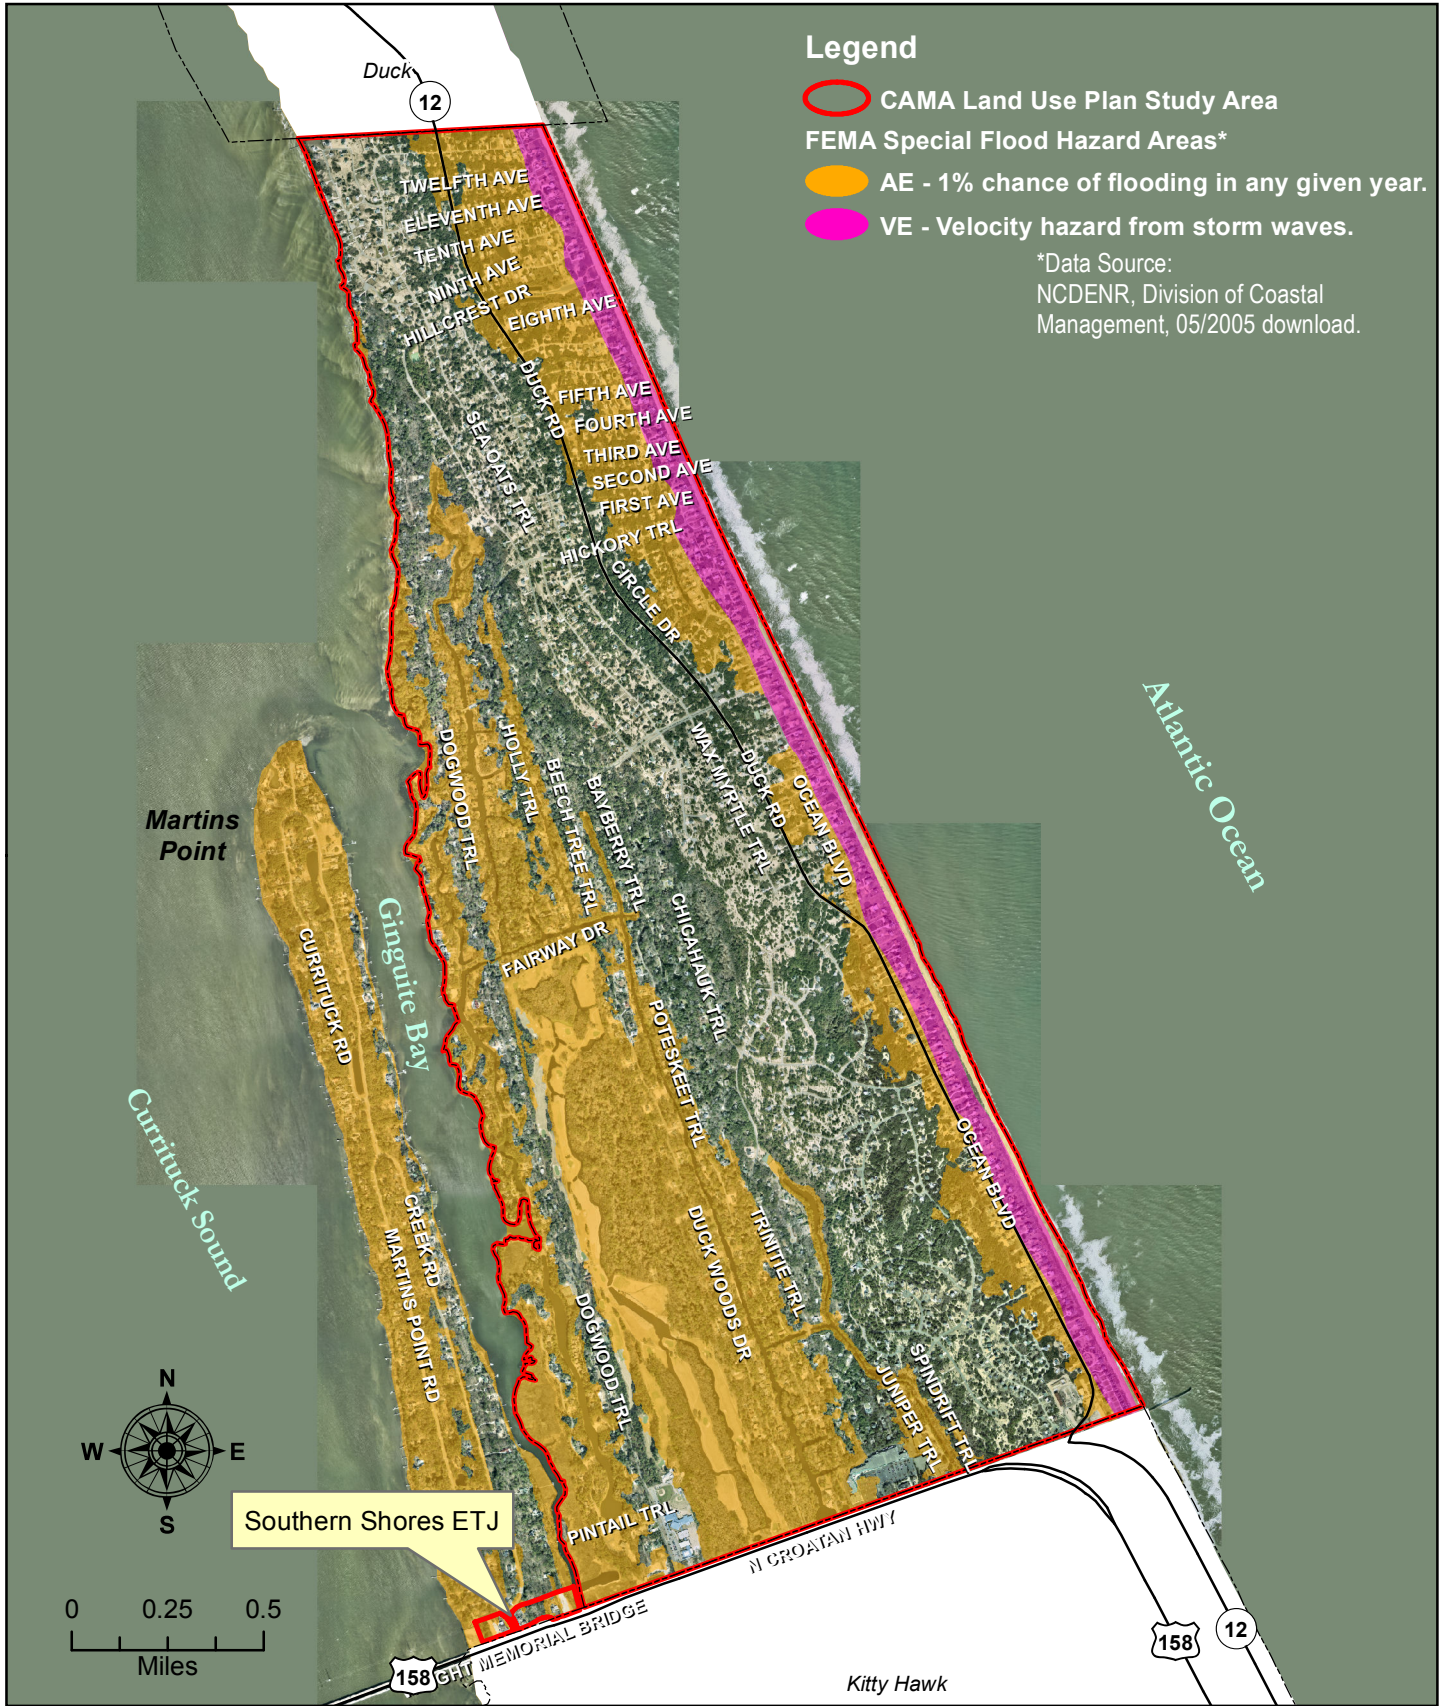 Legend
CAMA Land Use Plan Study Area
FEMA Special Flood Hazard Areas*
AE - 1% chance of flooding in any given year.
VE - Velocity hazard from storm waves.
*Data Source:
NCDENR, Division of Coastal
Management, 05/2005 download.
Duck
12
TWELFTH AVE
ELEVENTH AVE
TENTH AVE
NINTH AVE
HILLCREST DR
EIGHTH AVE
DUCK RD
FIFTH AVE
FOURTH AVE
SEA OATS TRL
THIRD AVE
SECOND AVE
FIRST AVE
HICKORY TRL
CIRCLE DR
Atlantic Ocean
DOGWOOD TRL
HOLLY TRL
BEECH TREE TRL
BAYBERRY TRL
WAX MYRTLE TRL
DUCK RD
OCEAN BLVD
Martins
Point
Ginguite Bay
CURRITUCK RD
FAIRWAY DR
CHICAHAUK TRL
POTESKEET TRL
Currituck Sound
OCEAN BLVD
CREEK RD
MARTINS POINT RD
DOGWOOD TRL
DUCK WOODS DR
TRINITIE TRL
JUNIPER TRL
SPINDRIFT TRL
N
W
E
S
Southern Shores ETJ
PINTAIL TRL
N CROATAN HWY
0 0.25 0.5
Miles
158
GHT MEMORIAL BRIDGE
158
12
Kitty Hawk